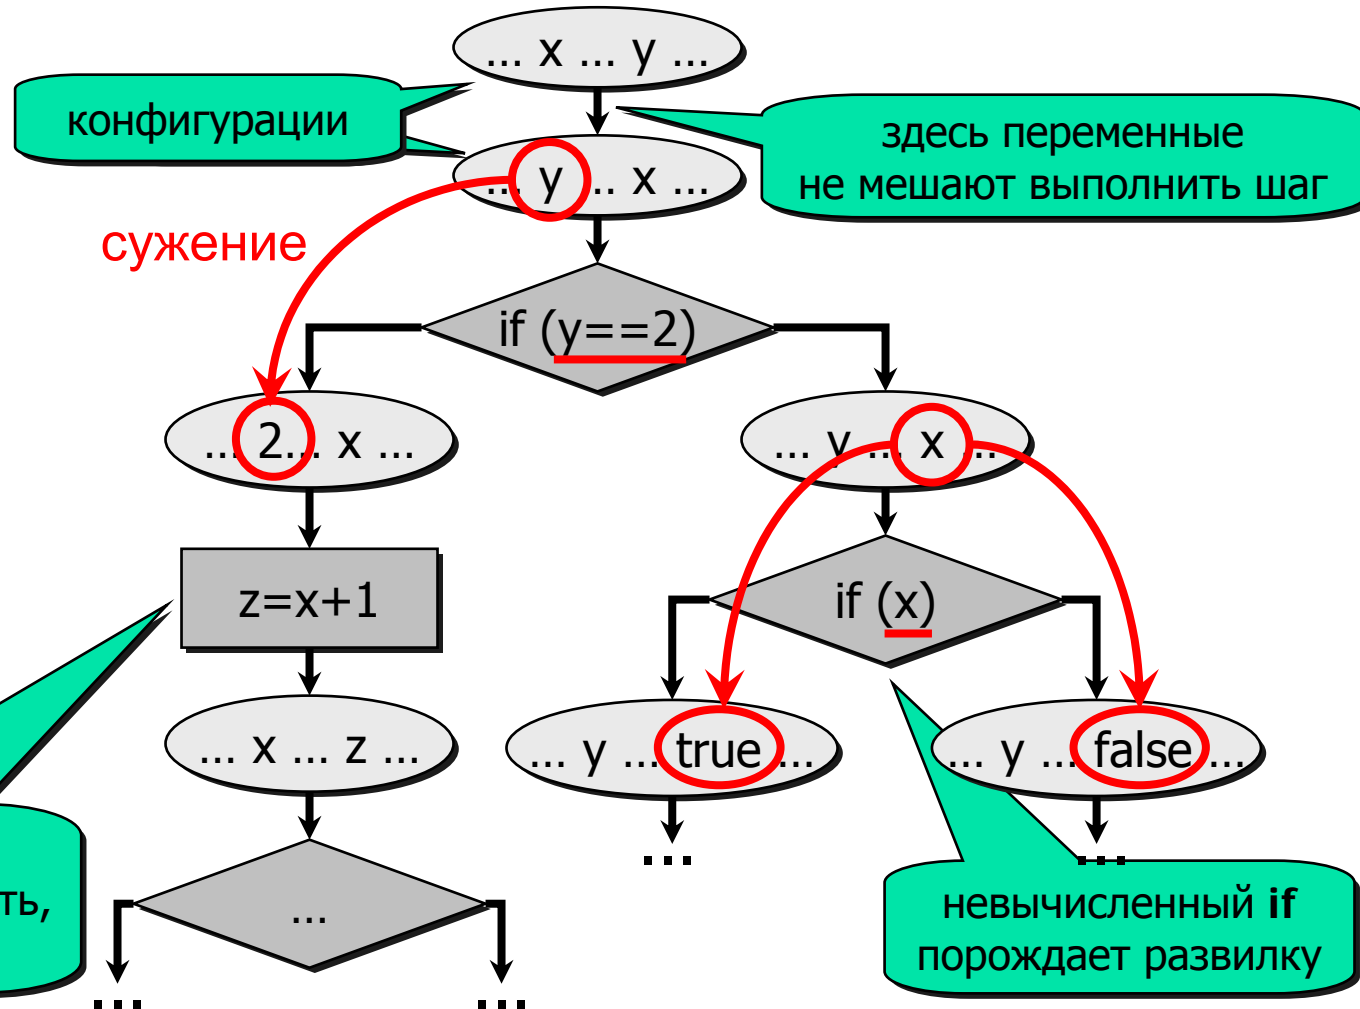 ... x ... y ...
конфигурации
здесь переменные
не мешают выполнить шаг
... y ... x ...
сужение
if (y==2)
... 2... x ...
... y ... x ...
z=x+1
if (x)
... x ... z ...
... y ... true ...
... y ... false ...
...
...
ть,
...
невычисленный if
порождает развилку
...
...